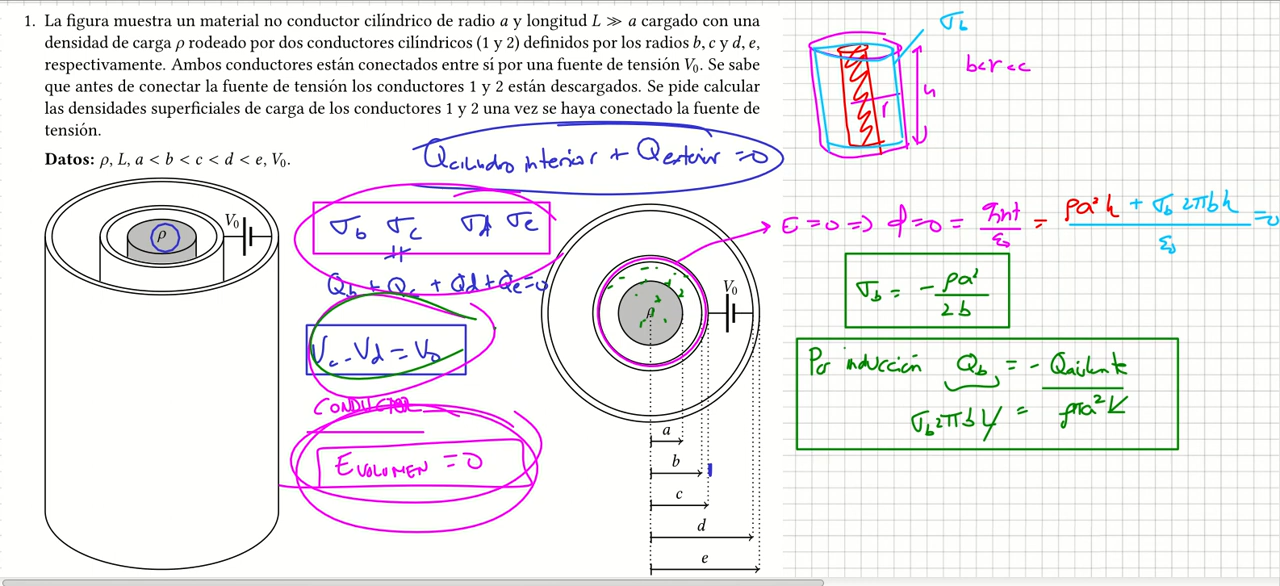 1. La figura muestra un material no conductor cilíndrico de radio a y longitud L ≫ a cargado con una
densidad de carga ρ rodeado por dos conductores cilíndricos (1 y 2) definidos por los radios b, c y d, e,
respectivamente. Ambos conductores están conectados entre sí por una fuente de tensión V₀. Se sabe
que antes de conectar la fuente de tensión los conductores 1 y 2 están descargados. Se pide calcular
las densidades superficiales de carga de los conductores 1 y 2 una vez se haya conectado la fuente de
tensión.
Datos: ρ, L, a < b < c < d < e, V₀.
Qcilindro interior + Qexterior = 0
σb σc σd σe
Qb + Qc + Qd + Qe = 0
Vc - Vd = V₀
CONDUCTOR
EVOLUMEN = 0
V₀
ρ
V₀
ρ
a
b
c
d
e
σb
b<r<c
h
r
E = 0 => ϕ = 0 = qint/ε₀ = ρa²h + σb 2πbh / ε₀ = 0
σb = - ρa²/2b
Por inducción Qb = - Qaislante
σb 2πb = ρπa²